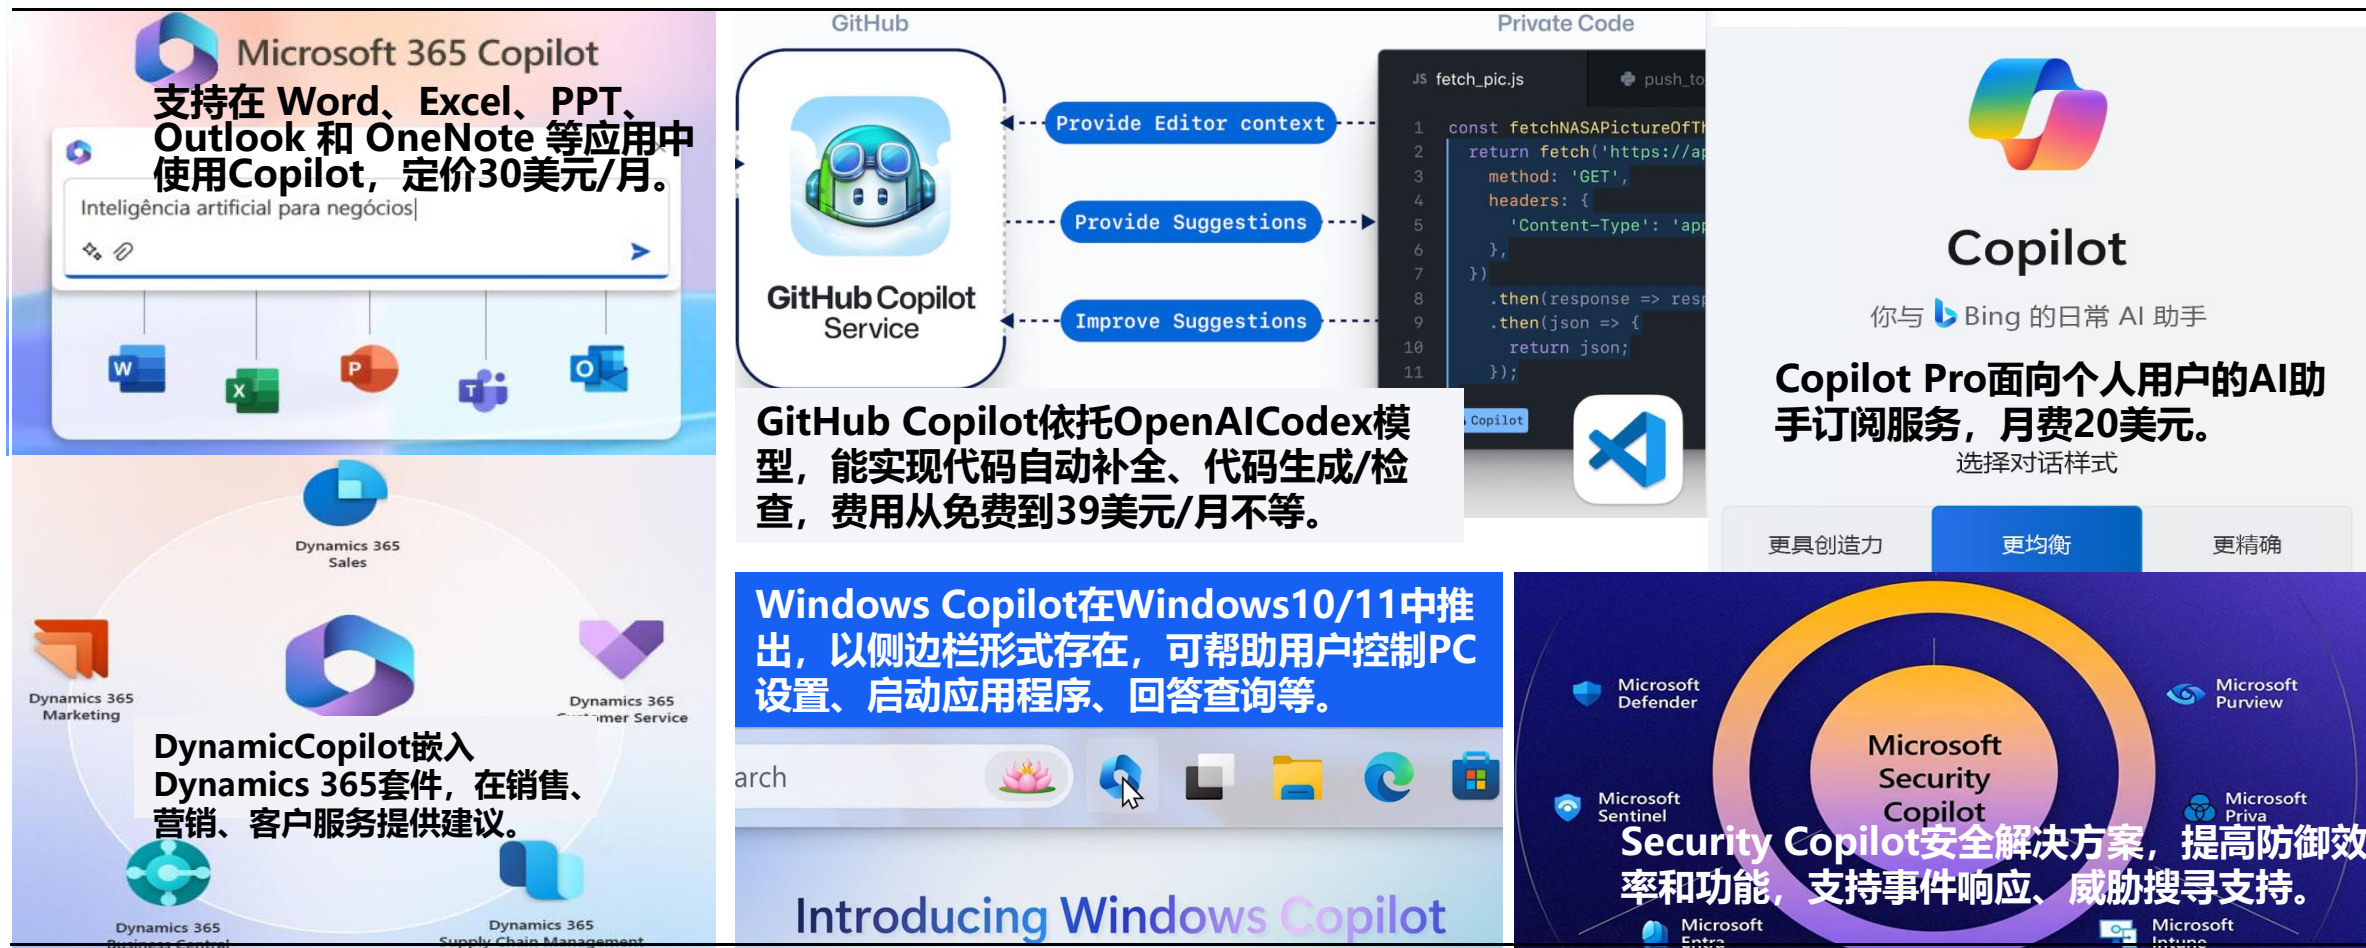 Microsoft 365 Copilot
支持在 Word、Excel、PPT、
Outlook 和 OneNote 等应用中
使用Copilot，定价30美元/月。
Inteligência artificial para negócios
W
X
P
T
O
GitHub
Private Code
GitHub Copilot
Service
Provide Editor context
Provide Suggestions
Improve Suggestions
JS fetch_pic.js
push_to
1 const fetchNASAPictureOfTh
2 return fetch('https://ap
3 method: 'GET',
4 headers: {
5 'Content-Type': 'app
6 },
7 })
8 .then(response => resp
9 .then(json => {
10 return json;
11 });
Copilot
GitHub Copilot依托OpenAICodex模
型，能实现代码自动补全、代码生成/检
查，费用从免费到39美元/月不等。
Copilot
你与 Bing 的日常 AI 助手
Copilot Pro面向个人用户的AI助
手订阅服务，月费20美元。
选择对话样式
更具创造力
更均衡
更精确
Dynamics 365
Sales
Dynamics 365
Marketing
Dynamics 365
Customer Service
DynamicCopilot嵌入
Dynamics 365套件，在销售、
营销、客户服务提供建议。
Dynamics 365
Business Central
Dynamics 365
Supply Chain Management
Windows Copilot在Windows10/11中推
出，以侧边栏形式存在，可帮助用户控制PC
设置、启动应用程序、回答查询等。
arch
Introducing Windows Copilot
Microsoft
Defender
Microsoft
Purview
Microsoft
Security
Copilot
Microsoft
Sentinel
Microsoft
Priva
Security Copilot安全解决方案，提高防御效
率和功能，支持事件响应、威胁搜寻支持。
Microsoft
Entra
Microsoft
Intune